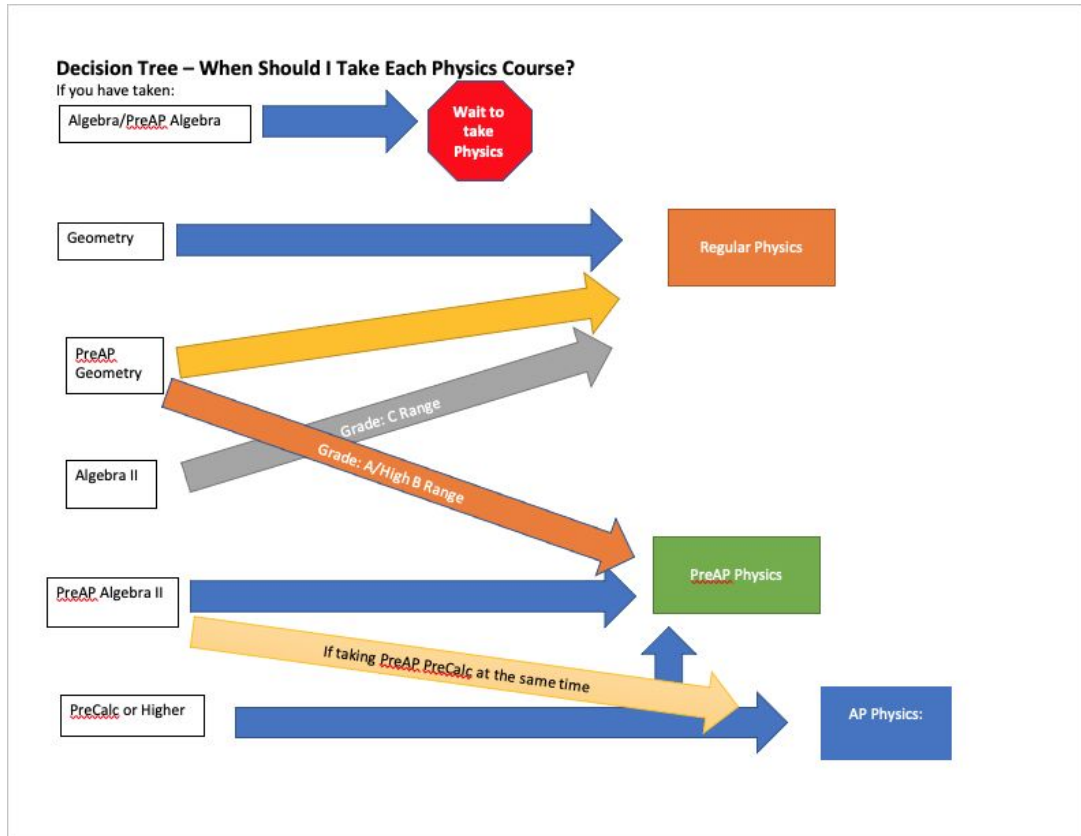 Decision Tree – When Should I Take Each Physics Course?
If you have taken:
Algebra/PreAP Algebra
Wait to
take
Physics
Geometry
Regular Physics
PreAP
Geometry
Grade: C Range
Grade: A/High B Range
Algebra II
PreAP Physics
PreAP Algebra II
If taking PreAP PreCalc at the same time
PreCalc or Higher
AP Physics: